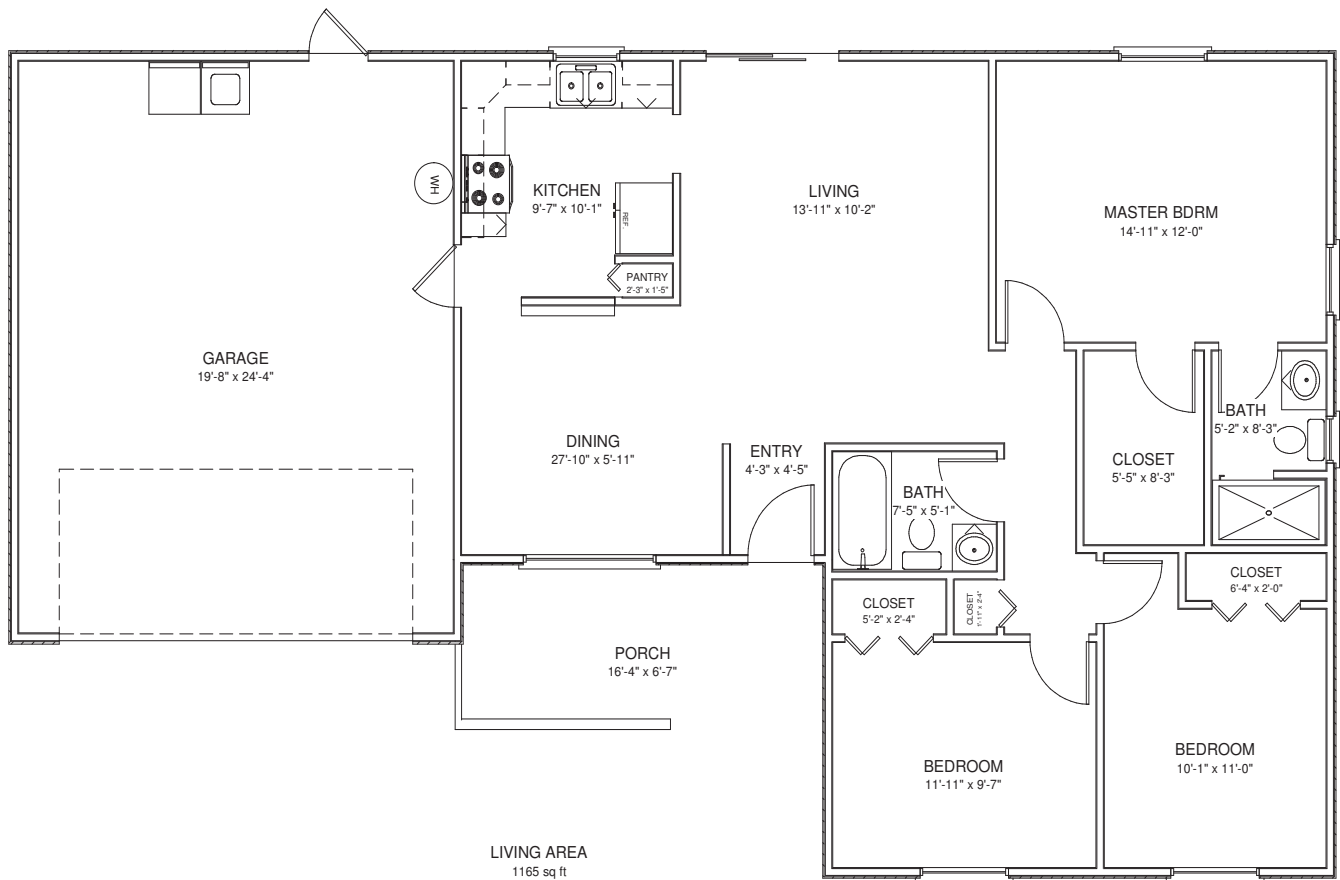 KITCHEN
9'-7" x 10'-1"
WH
REF.
PANTRY
2'-3" x 1'-5"
LIVING
13'-11" x 10'-2"
MASTER BDRM
14'-11" x 12'-0"
GARAGE
19'-8" x 24'-4"
DINING
27'-10" x 5'-11"
ENTRY
4'-3" x 4'-5"
BATH
7'-5" x 5'-1"
CLOSET
5'-5" x 8'-3"
BATH
5'-2" x 8'-3"
CLOSET
5'-2" x 2'-4"
CLOSET
1'-11" x 2'-4"
CLOSET
6'-4" x 2'-0"
PORCH
16'-4" x 6'-7"
BEDROOM
11'-11" x 9'-7"
BEDROOM
10'-1" x 11'-0"
LIVING AREA
1165 sq ft